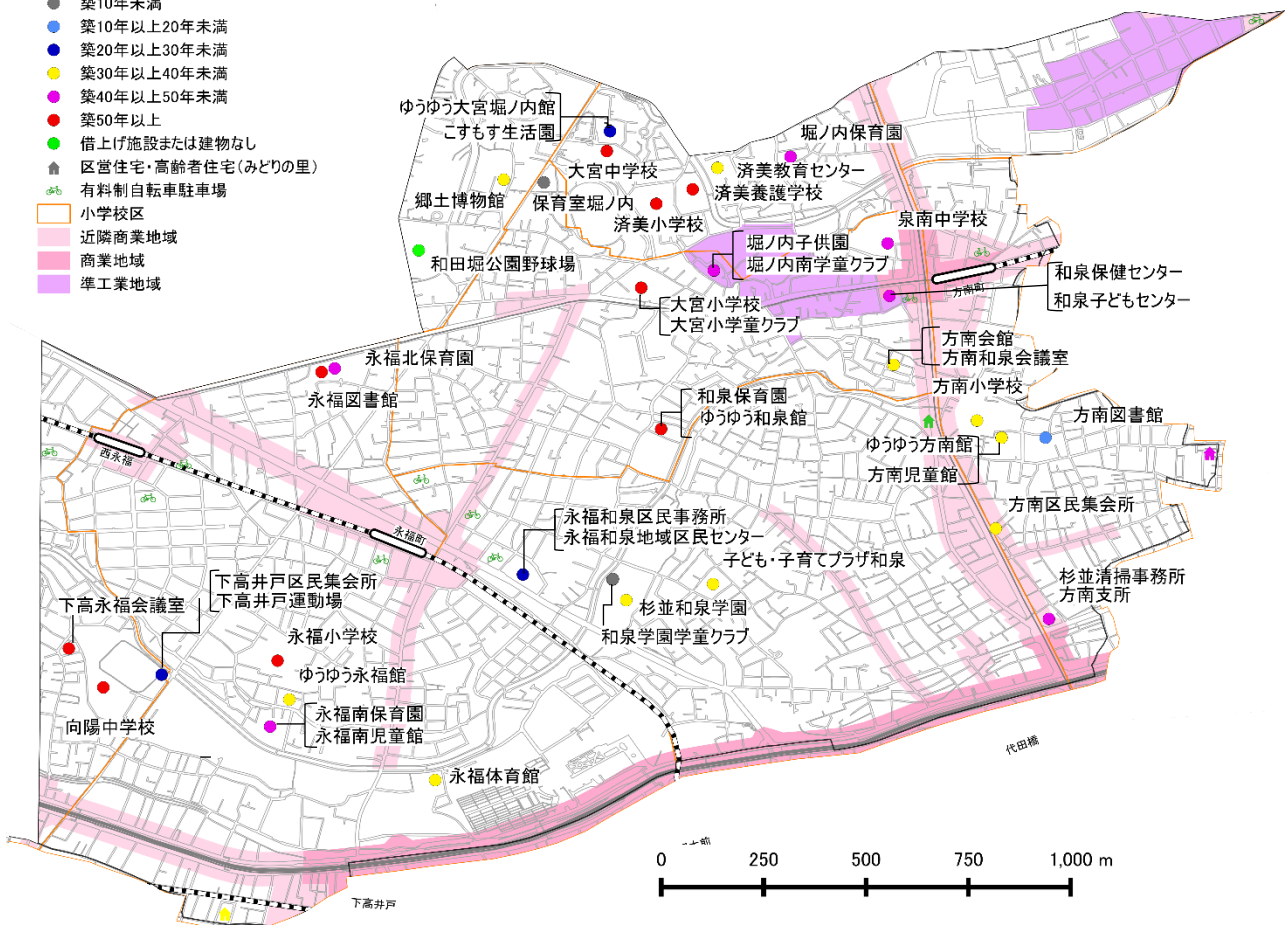 築10年未満
築10年以上20年未満
築20年以上30年未満
築30年以上40年未満
築40年以上50年未満
築50年以上
借上げ施設または建物なし
区営住宅・高齢者住宅(みどりの里)
有料制自転車駐車場
小学校区
近隣商業地域
商業地域
準工業地域
ゆうゆう大宮堀ノ内館
こすもす生活園
堀ノ内保育園
大宮中学校
済美教育センター
済美養護学校
郷土博物館
保育室堀ノ内
済美小学校
泉南中学校
堀ノ内子供園
堀ノ内南学童クラブ
和田堀公園野球場
和泉保健センター
和泉子どもセンター
方南町
大宮小学校
大宮小学童クラブ
方南会館
方南和泉会議室
永福北保育園
永福図書館
方南小学校
和泉保育園
ゆうゆう和泉館
方南図書館
ゆうゆう方南館
方南児童館
西永福
方南区民集会所
永福和泉区民事務所
永福和泉地域区民センター
永福町
子ども・子育てプラザ和泉
杉並清掃事務所
方南支所
下高井戸区民集会所
下高井戸運動場
下高永福会議室
杉並和泉学園
和泉学園学童クラブ
永福小学校
ゆうゆう永福館
永福南保育園
永福南児童館
向陽中学校
代田橋
永福体育館
0 250 500 750 1,000 m
下高井戸